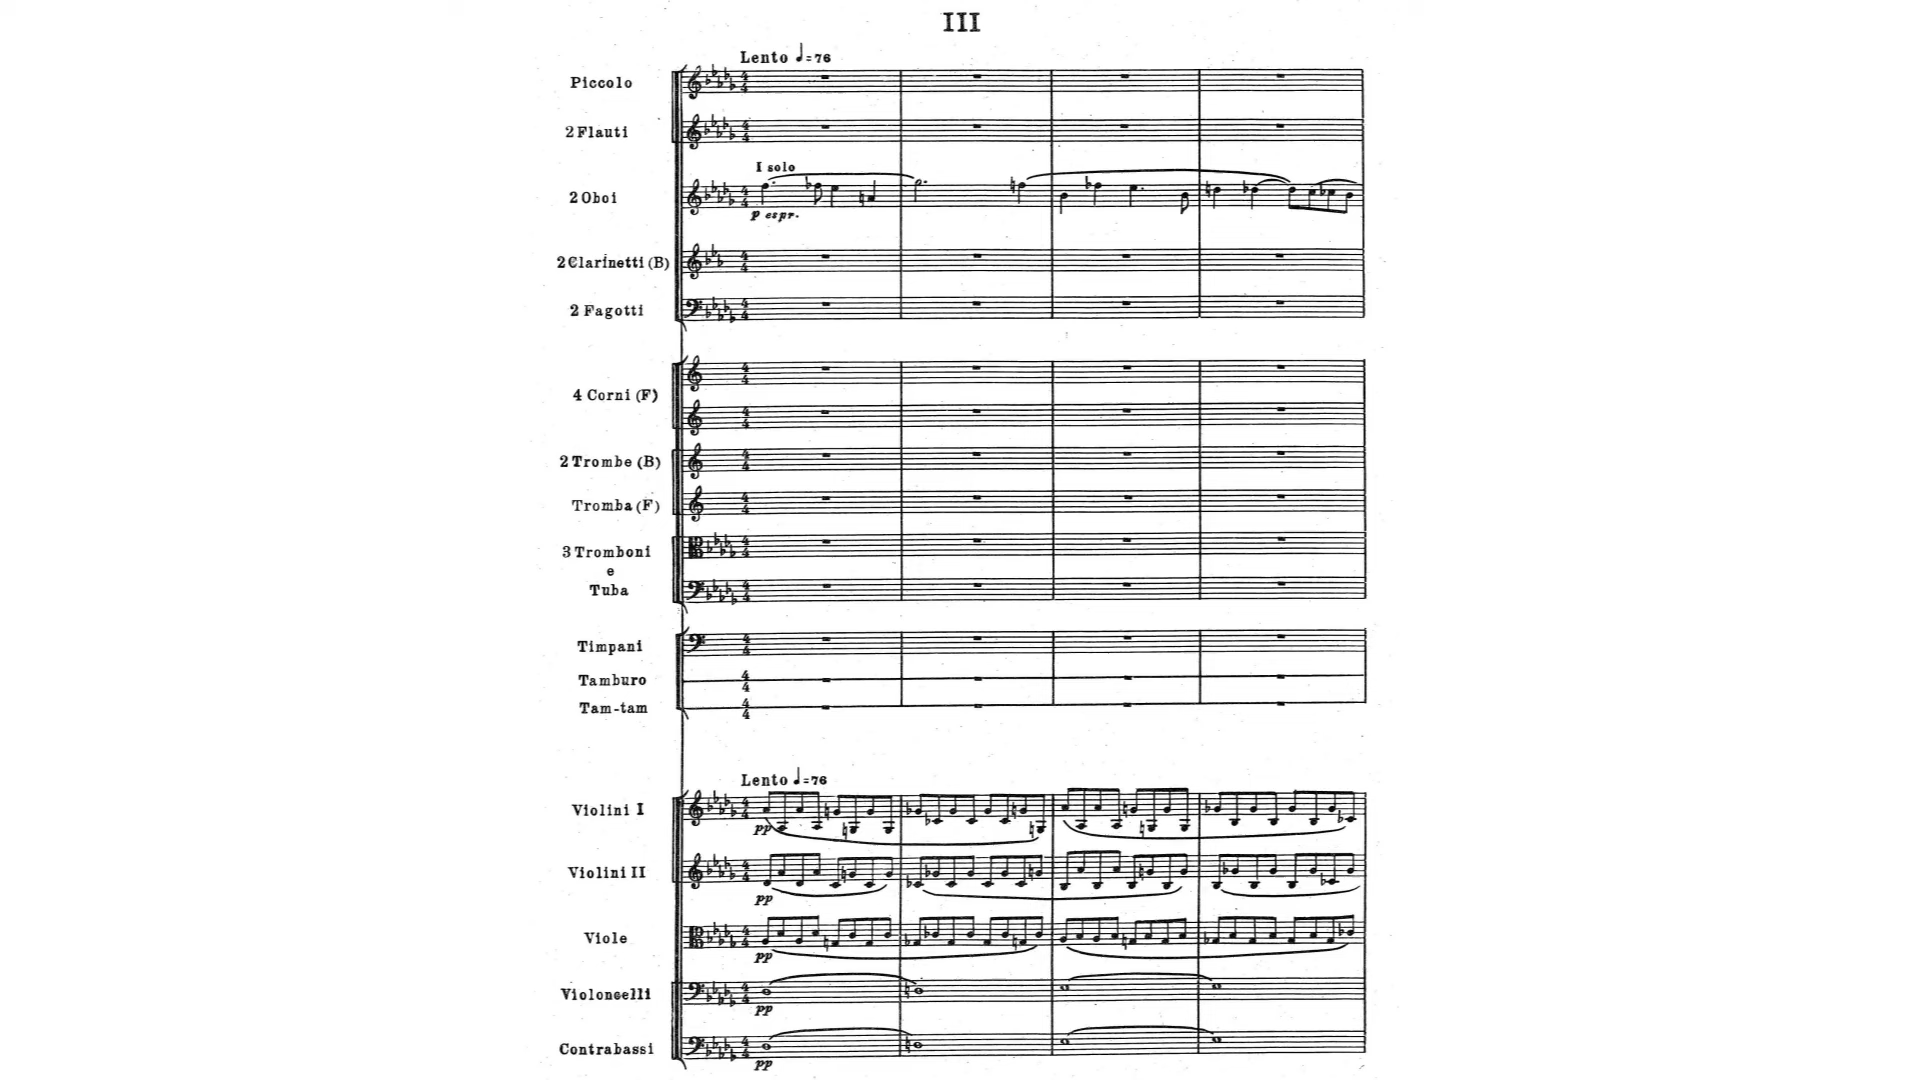 III
Lento ♩=76
Piccolo
2 Flauti
I solo
2 Oboi
p espr.
2 Clarinetti (B)
2 Fagotti
4 Corni (F)
2 Trombe (B)
Tromba (F)
3 Tromboni
e
Tuba
Timpani
Tamburo
Tam-tam
Lento ♩=76
Violini I
pp
Violini II
pp
Viole
pp
Violoncelli
pp
Contrabassi
pp